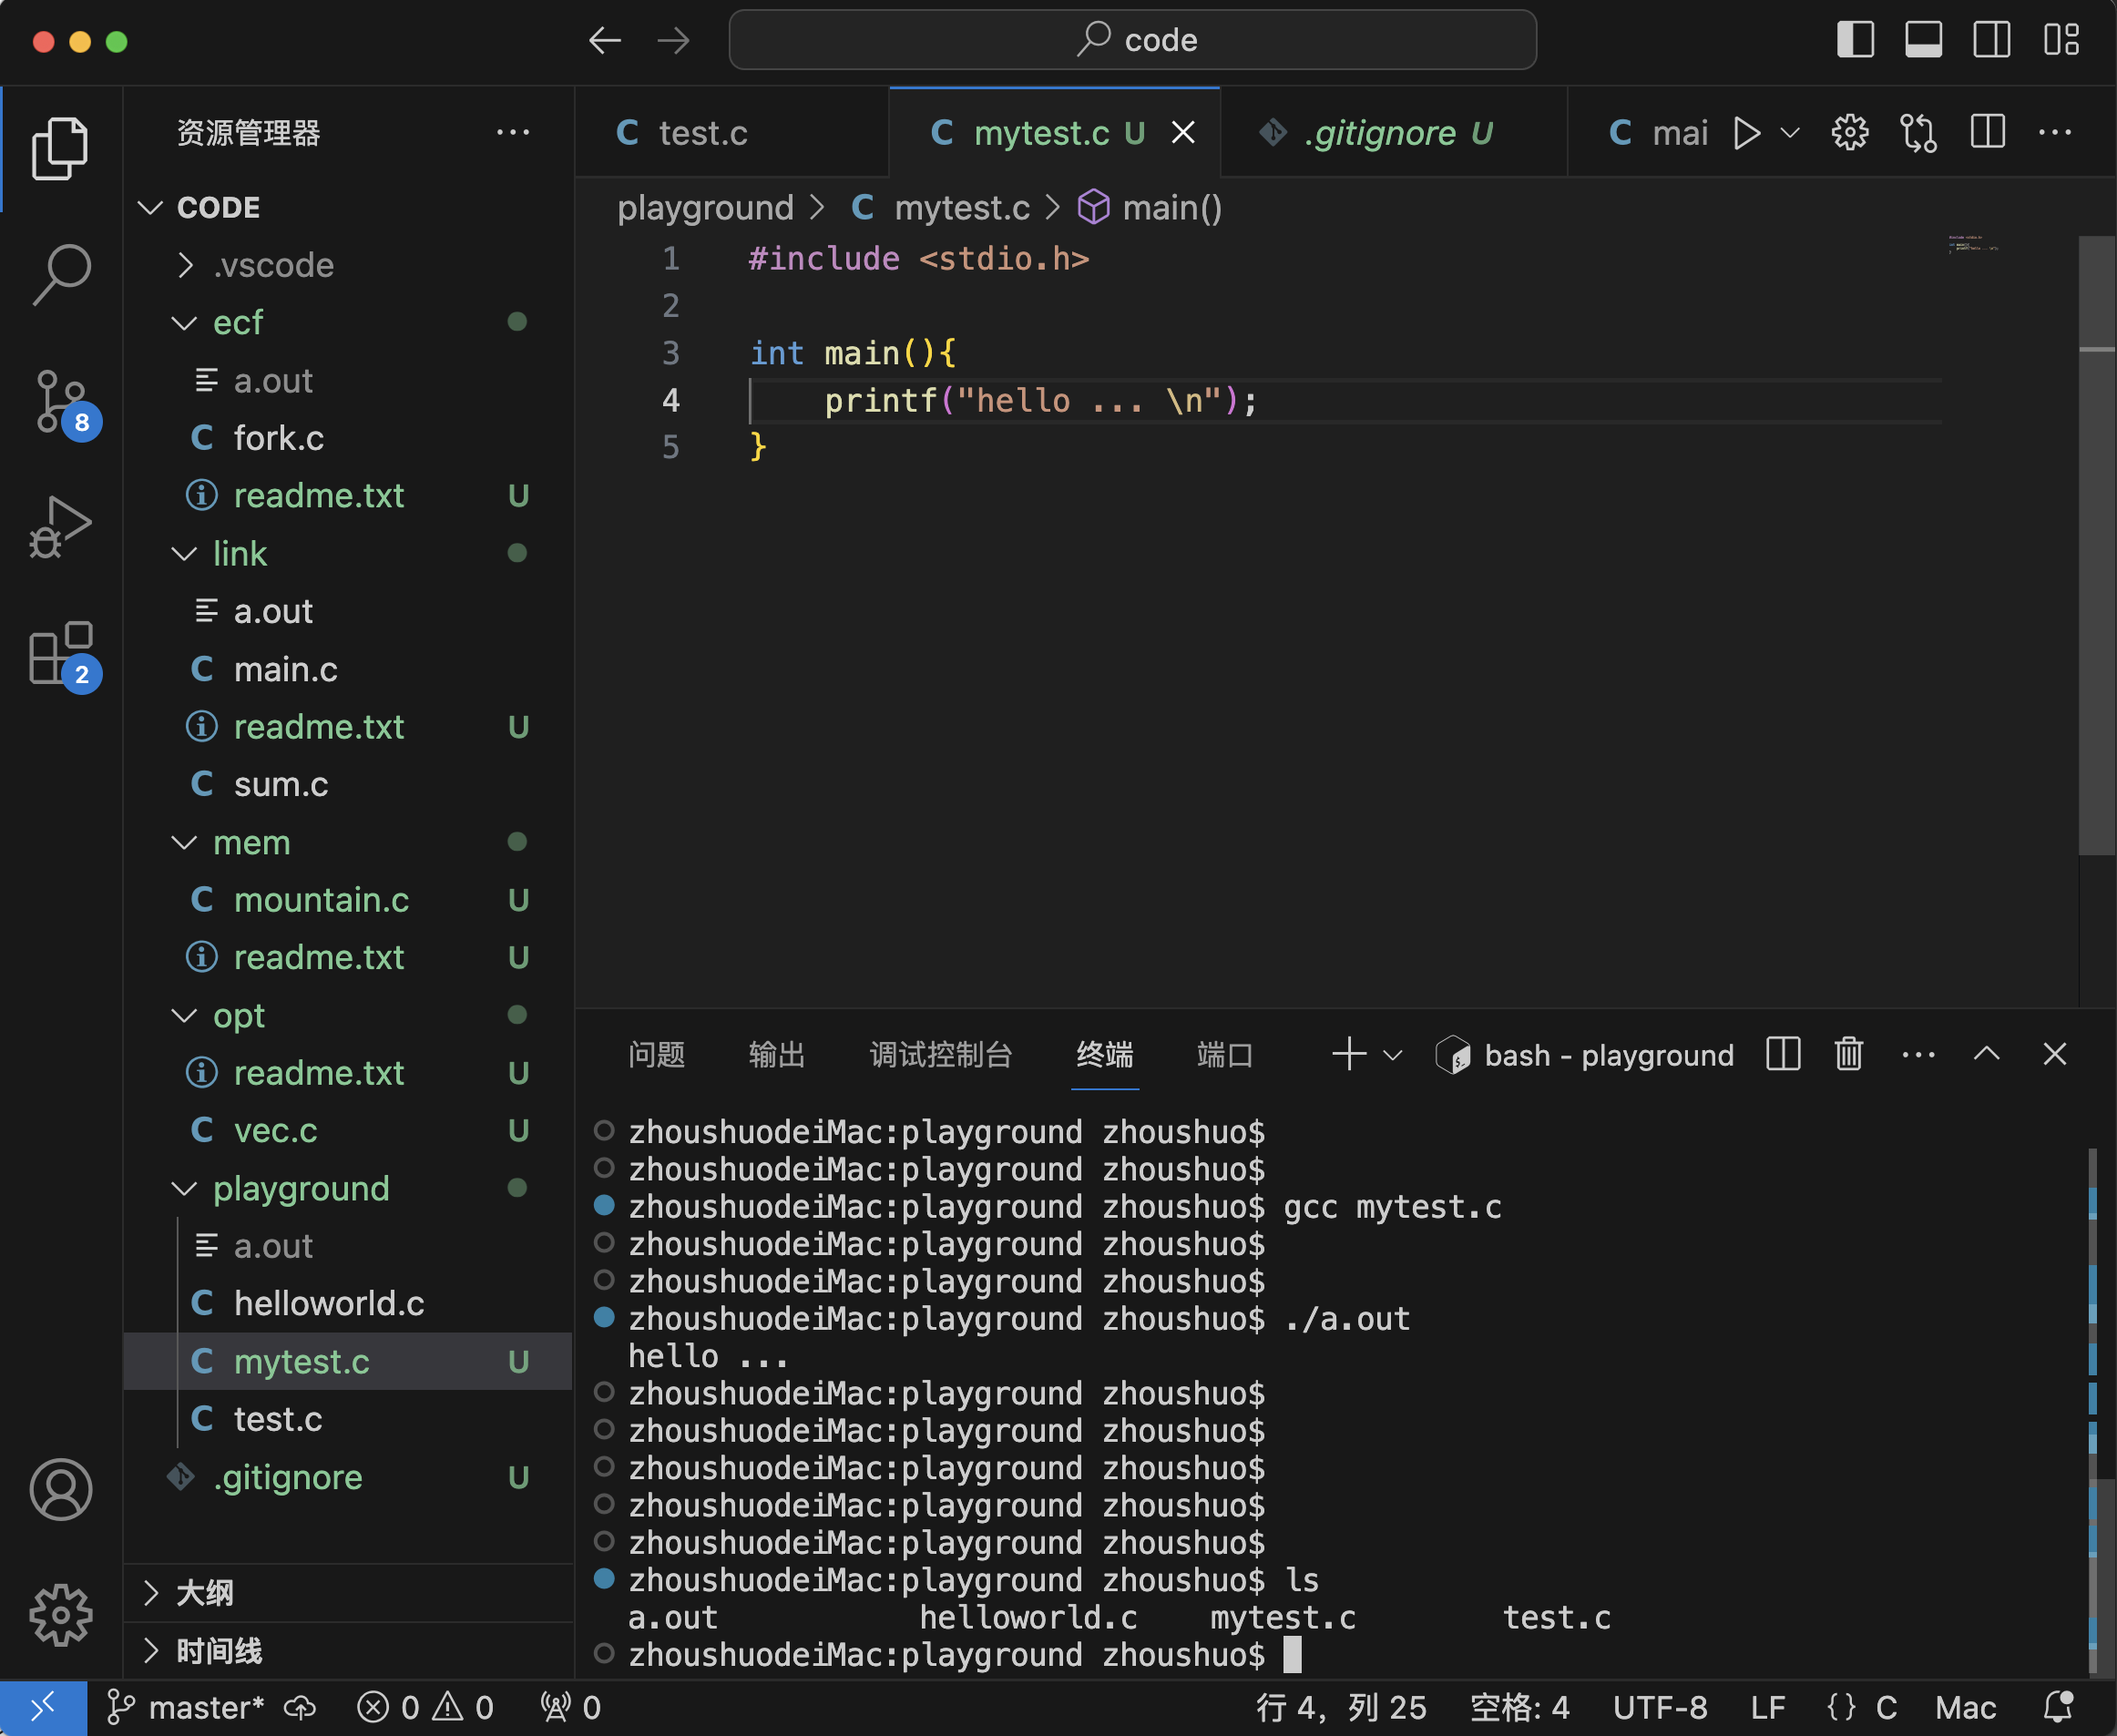 code
资源管理器
test.c
mytest.c U
.gitignore U
mai
CODE
.vscode
ecf
a.out
fork.c
readme.txt U
link
a.out
main.c
readme.txt U
sum.c
mem
mountain.c U
readme.txt U
opt
readme.txt U
vec.c U
playground
a.out
helloworld.c
mytest.c U
test.c
.gitignore U
大纲
时间线
8
2
playground > C mytest.c > main()
1 #include <stdio.h>
2
3 int main(){
4 printf("hello ... \n");
5 }
问题 输出 调试控制台 终端 端口 bash - playground
zhoushuodeiMac:playground zhoushuo$
zhoushuodeiMac:playground zhoushuo$
zhoushuodeiMac:playground zhoushuo$ gcc mytest.c
zhoushuodeiMac:playground zhoushuo$
zhoushuodeiMac:playground zhoushuo$
zhoushuodeiMac:playground zhoushuo$ ./a.out
hello ...
zhoushuodeiMac:playground zhoushuo$
zhoushuodeiMac:playground zhoushuo$
zhoushuodeiMac:playground zhoushuo$
zhoushuodeiMac:playground zhoushuo$
zhoushuodeiMac:playground zhoushuo$
zhoushuodeiMac:playground zhoushuo$ ls
a.out helloworld.c mytest.c test.c
zhoushuodeiMac:playground zhoushuo$
master* 0 0 0 行 4，列 25 空格: 4 UTF-8 LF {} C Mac